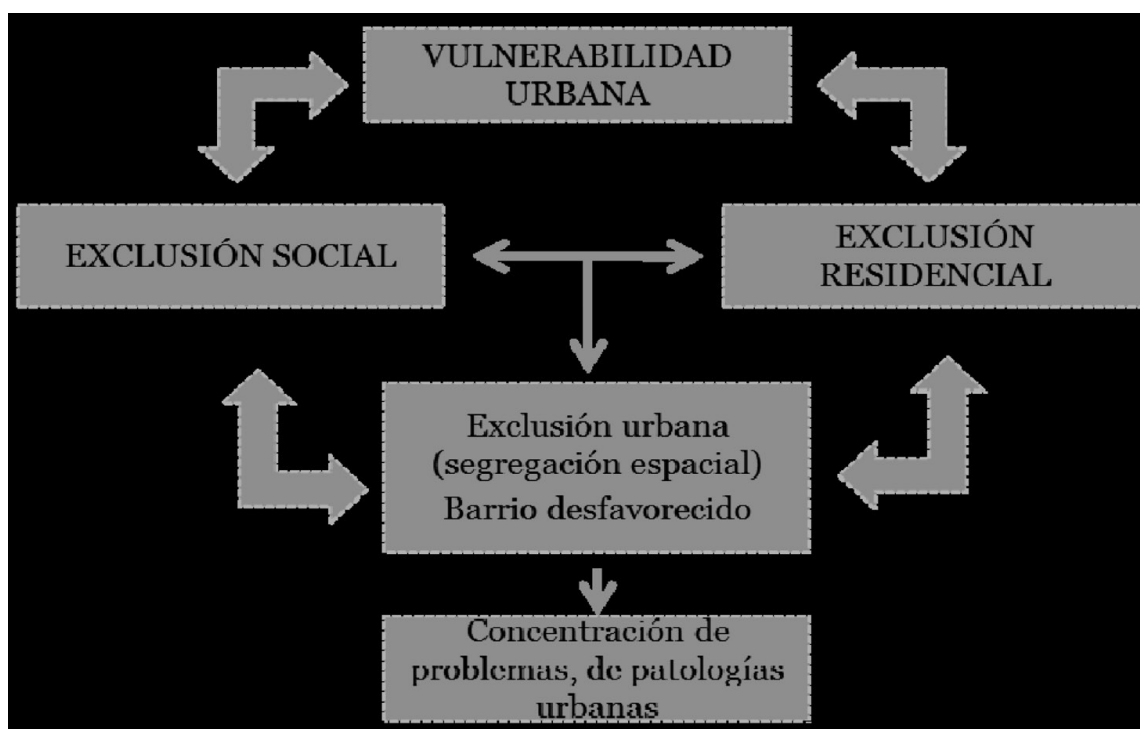 VULNERABILIDAD
URBANA
EXCLUSIÓN SOCIAL
EXCLUSIÓN
RESIDENCIAL
Exclusión urbana
(segregación espacial)
Barrio desfavorecido
Concentración de
problemas, de patologías
urbanas